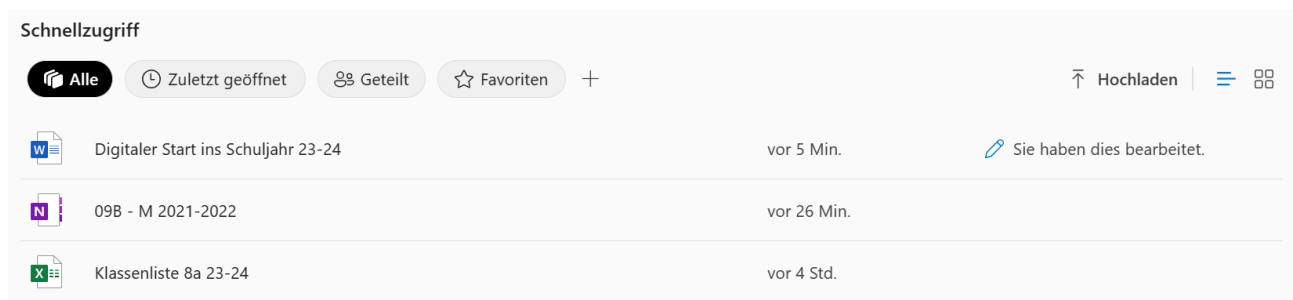 Schnellzugriff
Alle Zuletzt geöffnet Geteilt Favoriten Hochladen
W Digitaler Start ins Schuljahr 23-24 vor 5 Min. Sie haben dies bearbeitet.
N 09B - M 2021-2022 vor 26 Min.
X Klassenliste 8a 23-24 vor 4 Std.